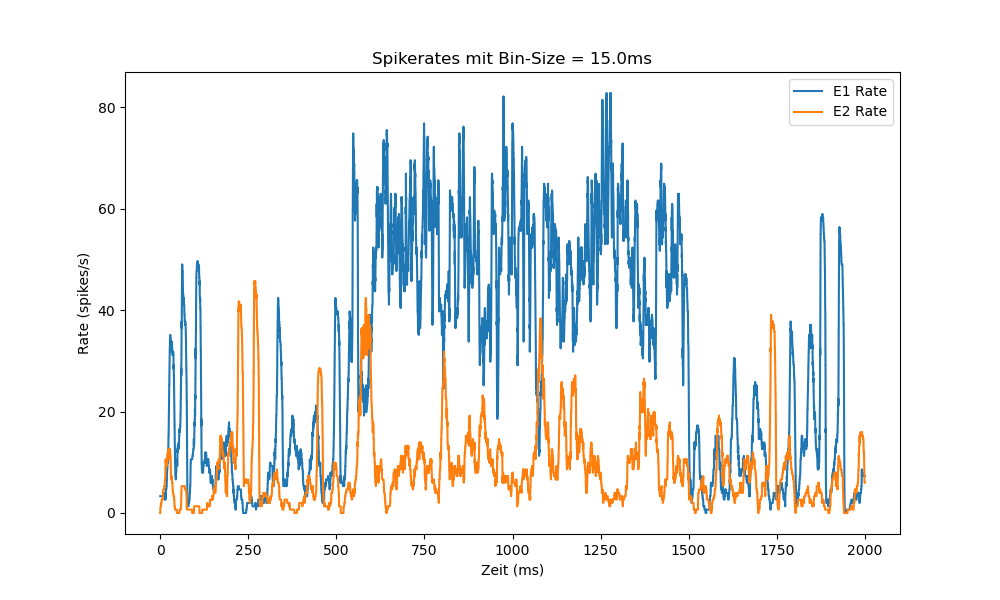 Spikerates mit Bin-Size = 15.0ms
E1 Rate
E2 Rate
80
60
40
20
0
Rate (spikes/s)
0 250 500 750 1000 1250 1500 1750 2000
Zeit (ms)